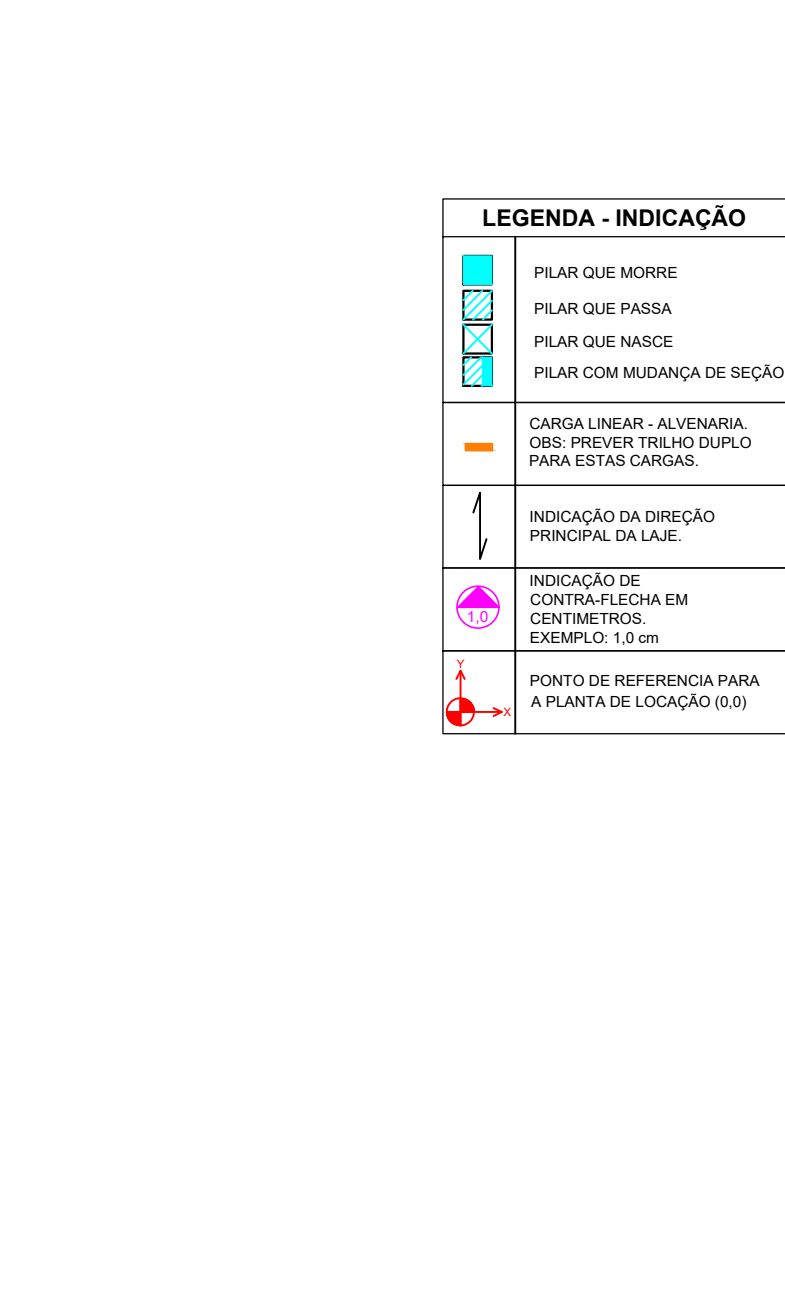 LEGENDA - INDICAÇÃO
PILAR QUE MORRE
PILAR QUE PASSA
PILAR QUE NASCE
PILAR COM MUDANÇA DE SEÇÃO
CARGA LINEAR - ALVENARIA.
OBS: PREVER TRILHO DUPLO
PARA ESTAS CARGAS.
INDICAÇÃO DA DIREÇÃO
PRINCIPAL DA LAJE.
1,0
INDICAÇÃO DE
CONTRA-FLECHA EM
CENTIMETROS.
EXEMPLO: 1,0 cm
Y
X
PONTO DE REFERENCIA PARA
A PLANTA DE LOCAÇÃO (0,0)